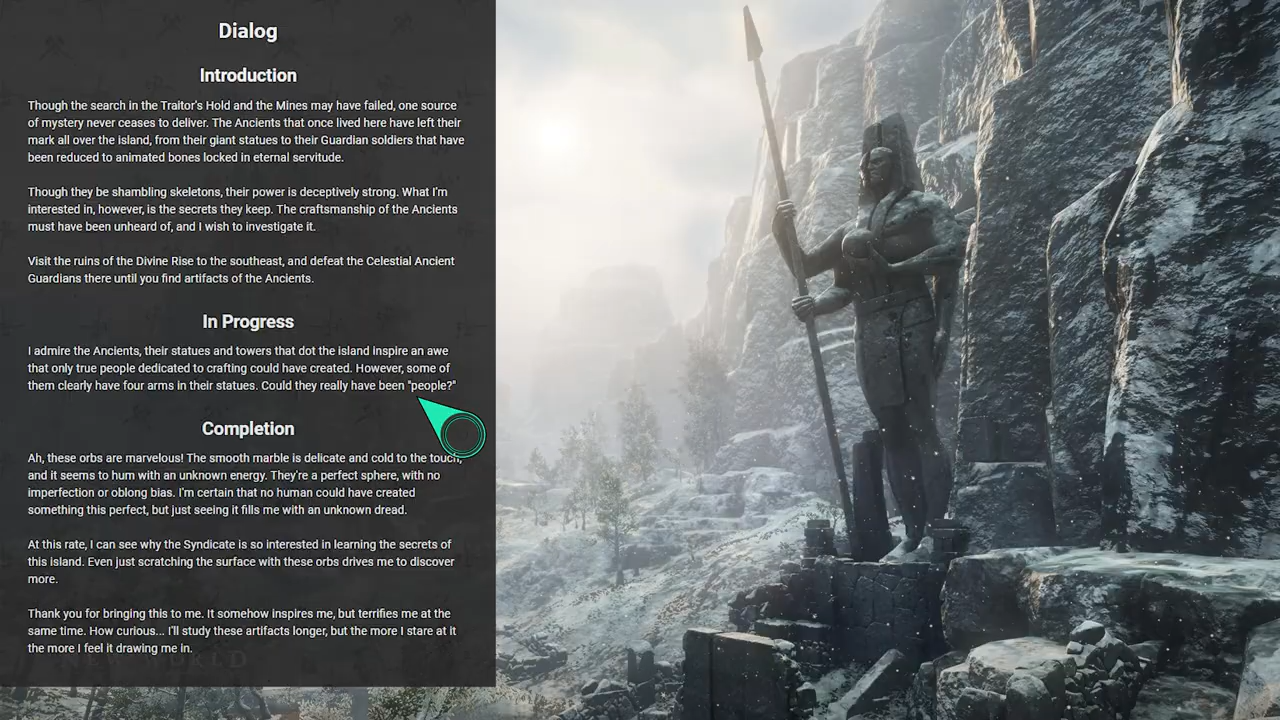 Dialog
Introduction
Though the search in the Traitor's Hold and the Mines may have failed, one source
of mystery never ceases to deliver. The Ancients that once lived here have left their
mark all over the island, from their giant statues to their Guardian soldiers that have
been reduced to animated bones locked in eternal servitude.
Though they be shambling skeletons, their power is deceptively strong. What I'm
interested in, however, is the secrets they keep. The craftsmanship of the Ancients
must have been unheard of, and I wish to investigate it.
Visit the ruins of the Divine Rise to the southeast, and defeat the Celestial Ancient
Guardians there until you find artifacts of the Ancients.
In Progress
I admire the Ancients, their statues and towers that dot the island inspire an awe
that only true people dedicated to crafting could have created. However, some of
them clearly have four arms in their statues. Could they really have been "people?"
Completion
Ah, these orbs are marvelous! The smooth marble is delicate and cold to the touch,
and it seems to hum with an unknown energy. They're a perfect sphere, with no
imperfection or oblong bias. I'm certain that no human could have created
something this perfect, but just seeing it fills me with an unknown dread.
At this rate, I can see why the Syndicate is so interested in learning the secrets of
this island. Even just scratching the surface with these orbs drives me to discover
more.
Thank you for bringing this to me. It somehow inspires me, but terrifies me at the
same time. How curious... I'll study these artifacts longer, but the more I stare at it
the more I feel it drawing me in.